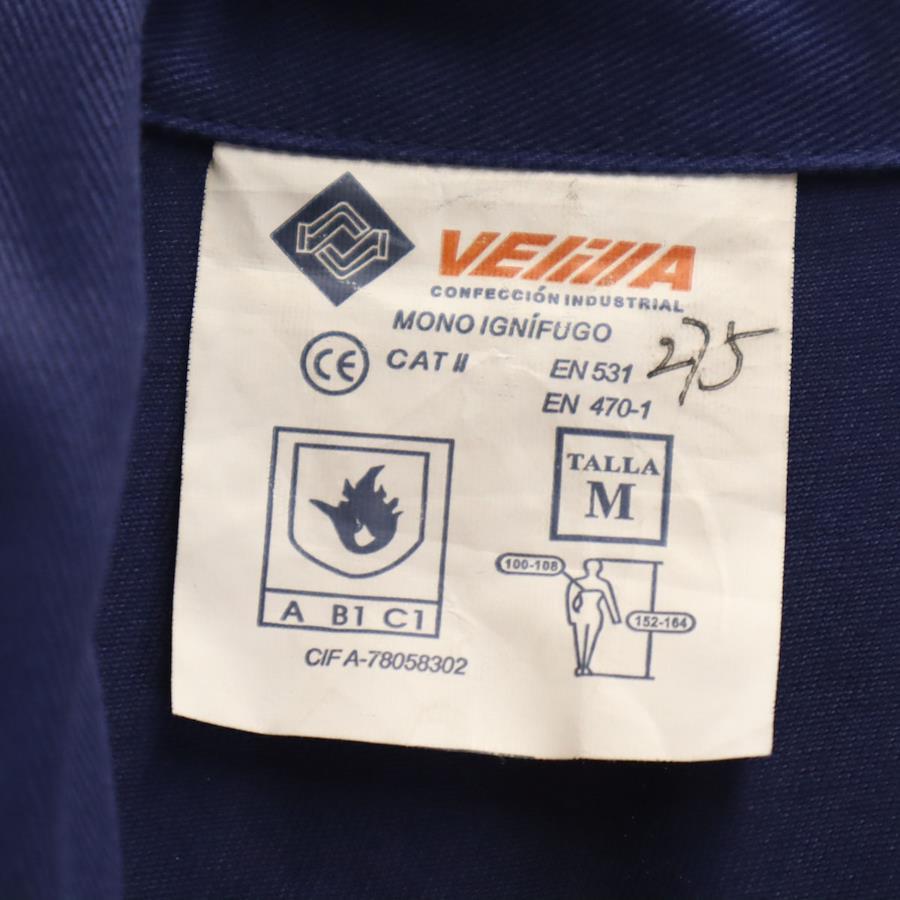 VElillA
CONFECCIÓN INDUSTRIAL
MONO IGNÍFUGO
CE CAT II
EN 531
275
EN 470-1
TALLA
M
100-108
152-164
A B1 C1
CIF A-78058302